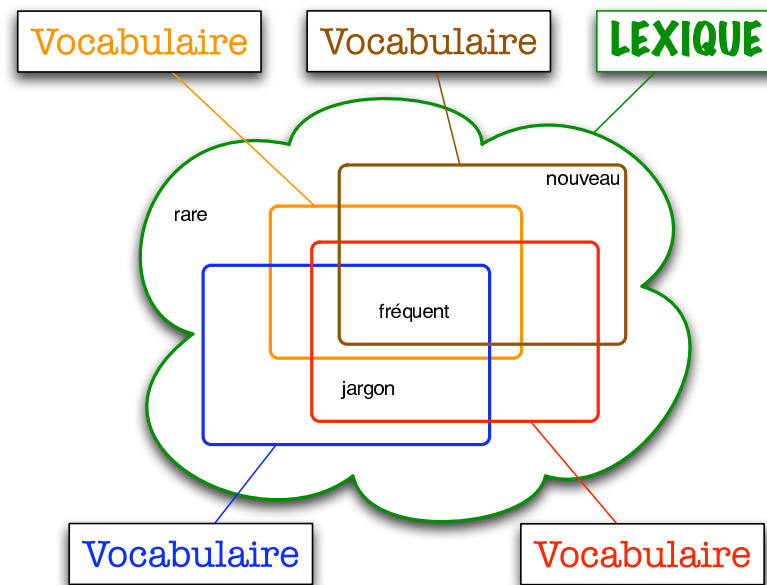 Vocabulaire
Vocabulaire
LEXIQUE
nouveau
rare
fréquent
jargon
Vocabulaire
Vocabulaire